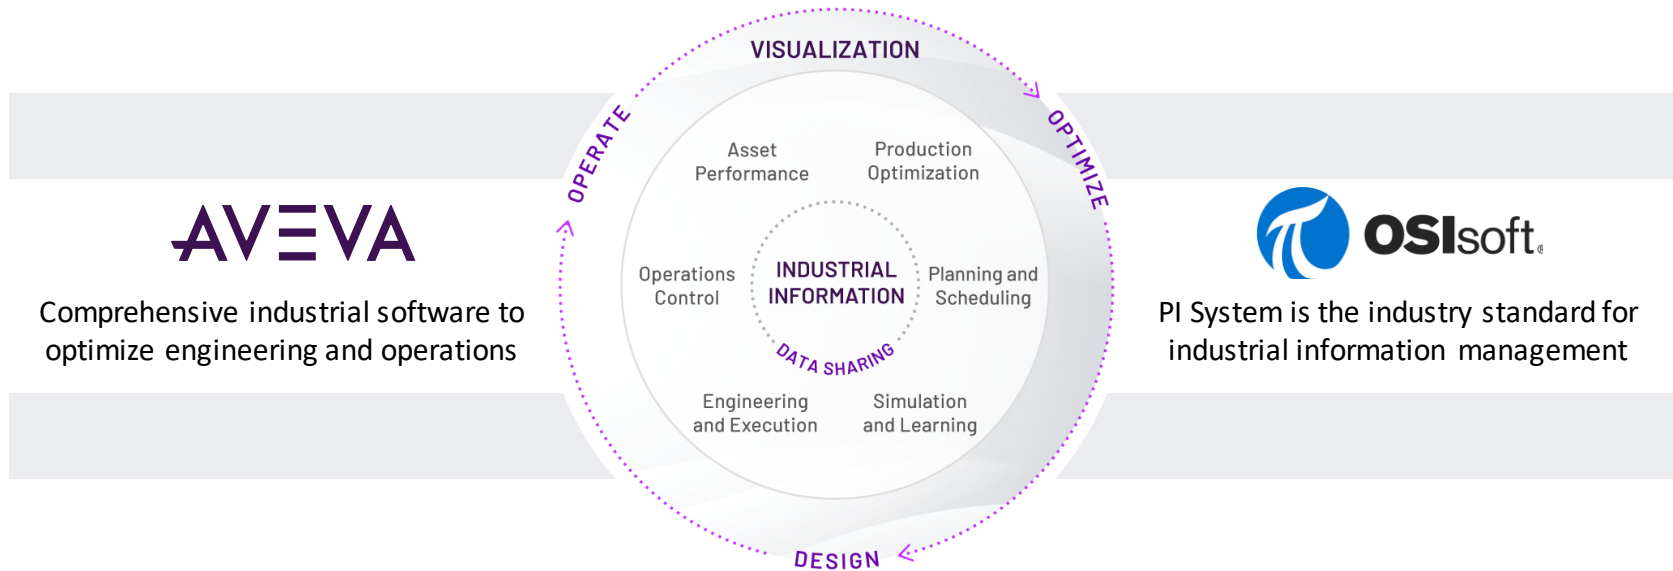 VISUALIZATION
OPERATE
OPTIMIZE
Asset
Performance
Production
Optimization
AVEVA
Comprehensive industrial software to
optimize engineering and operations
Operations
Control
INDUSTRIAL
INFORMATION
DATA SHARING
Planning and
Scheduling
OSIsoft®
PI System is the industry standard for
industrial information management
Engineering
and Execution
Simulation
and Learning
DESIGN